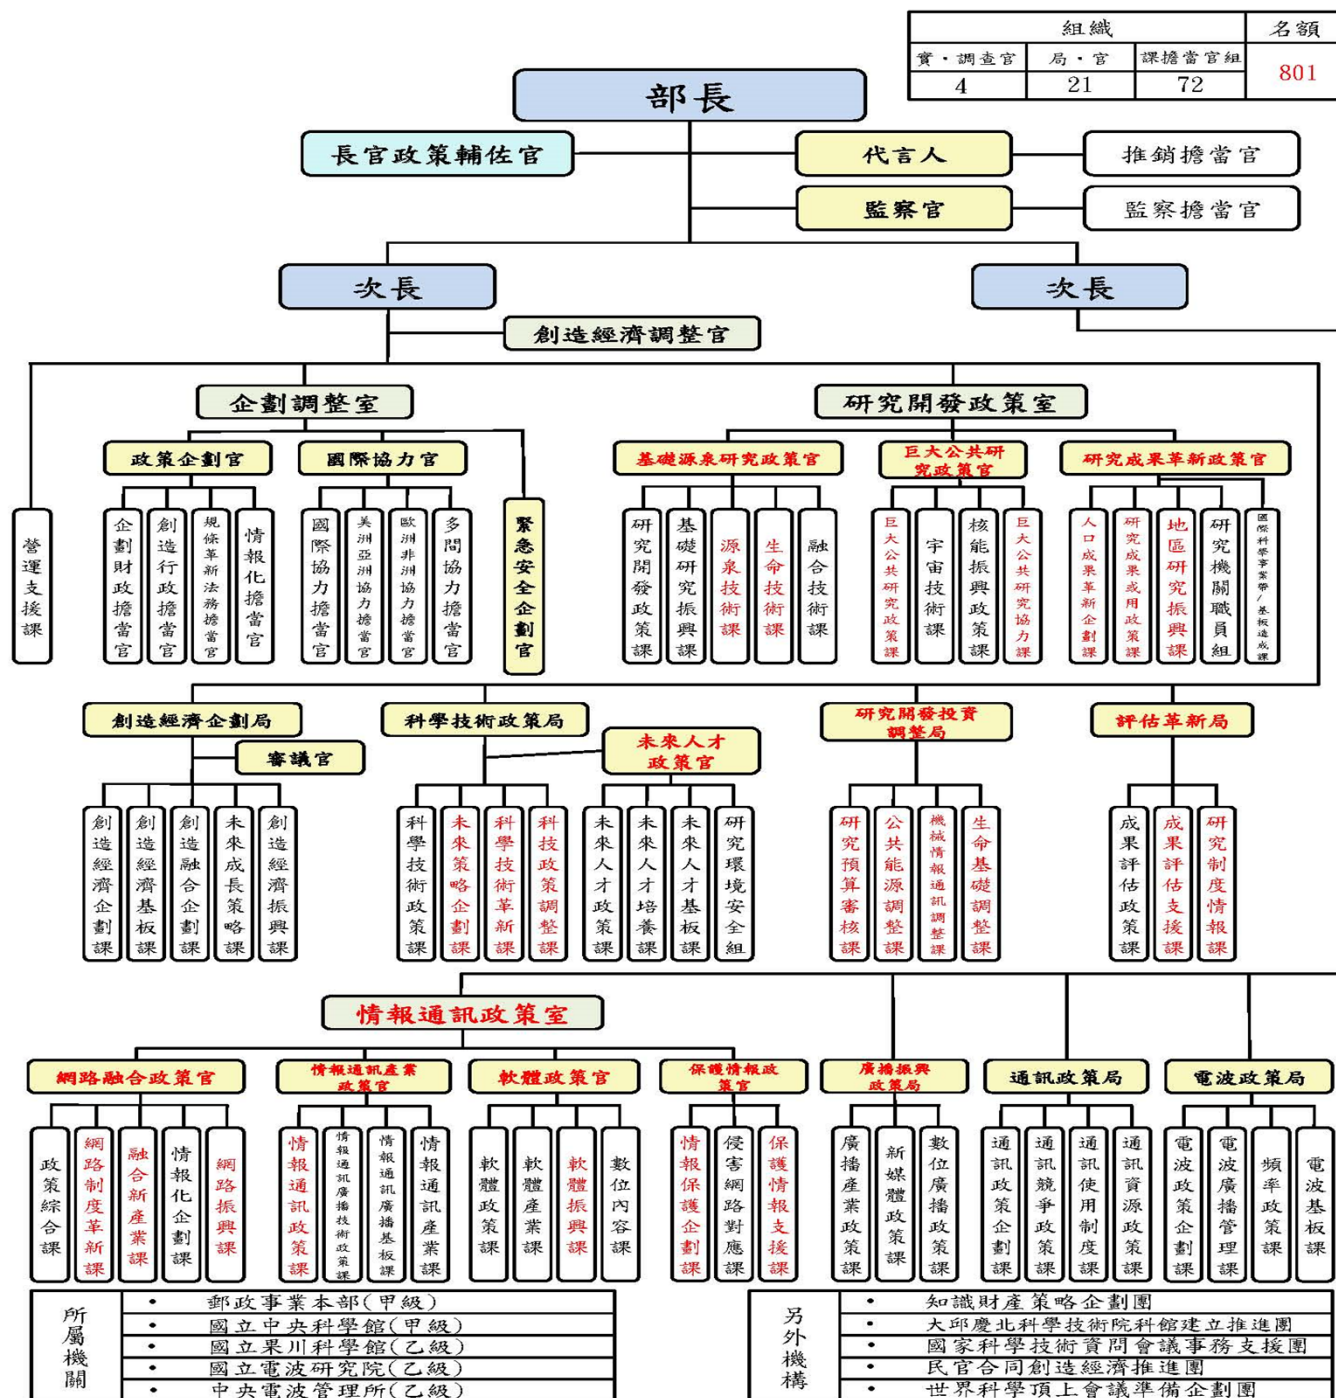 組織
名額
實・調查官
局・官
課擔當官組
801
4
21
72
部長
長官政策輔佐官
代言人
推銷擔當官
監察官
監察擔當官
次長
次長
創造經濟調整官
企劃調整室
研究開發政策室
政策企劃官
國際協力官
基礎源泉研究政策官
巨大公共研
究政策官
研究成果革新政策官
營運支援課
企劃財政擔當官
創造行政擔當官
規條革新法務擔當官
情報化擔當官
國際協力擔當官
美洲亞洲協力擔當官
歐洲非洲協力擔當官
多間協力擔當官
緊急安全企劃官
研究開發政策課
基礎研究振興課
源泉技術課
生命技術課
融合技術課
巨大公共研究政策課
宇宙技術課
核能振興政策課
巨大公共研究協力課
人口成果革新企劃課
研究成果或用政策課
地區研究振興課
研究機關職員組
國際科學事業帶/基板造成課
創造經濟企劃局
科學技術政策局
研究開發投資
調整局
評估革新局
審議官
未來人才
政策官
創造經濟企劃課
創造經濟基板課
創造融合企劃課
未來成長策略課
創造經濟振興課
科學技術政策課
未來策略企劃課
科學技術革新課
科技政策調整課
未來人才政策課
未來人才培養課
未來人才基板課
研究環境安全組
研究預算審核課
公共能源調整課
機械情報通訊調整課
生命基礎調整課
成果評估政策課
成果評估支援課
研究制度情報課
情報通訊政策室
網路融合政策官
情報通訊產業
政策官
軟體政策官
保護情報政
策官
廣播振興
政策局
通訊政策局
電波政策局
政策綜合課
網路制度革新課
融合新產業課
情報化企劃課
網路振興課
情報通訊政策課
情報通訊廣播技術政策課
情報通訊廣播基板課
情報通訊產業課
軟體政策課
軟體產業課
軟體振興課
數位內容課
情報保護企劃課
侵害網路對應課
保護情報支援課
廣播產業政策課
新媒體政策課
數位廣播政策課
通訊政策企劃課
通訊競爭政策課
通訊使用制度課
通訊資源政策課
電波政策企劃課
電波廣播管理課
頻率政策課
電波基板課
所屬機關
・ 郵政事業本部(甲級)
・ 國立中央科學館(甲級)
・ 國立果川科學館(乙級)
・ 國立電波研究院(乙級)
・ 中央電波管理所(乙級)
另外機構
・ 知識財產策略企劃團
・ 大邱慶北科學技術院科館建立推進團
・ 國家科學技術資問會議事務支援團
・ 民官合同創造經濟推進團
・ 世界科學頂上會議準備企劃團